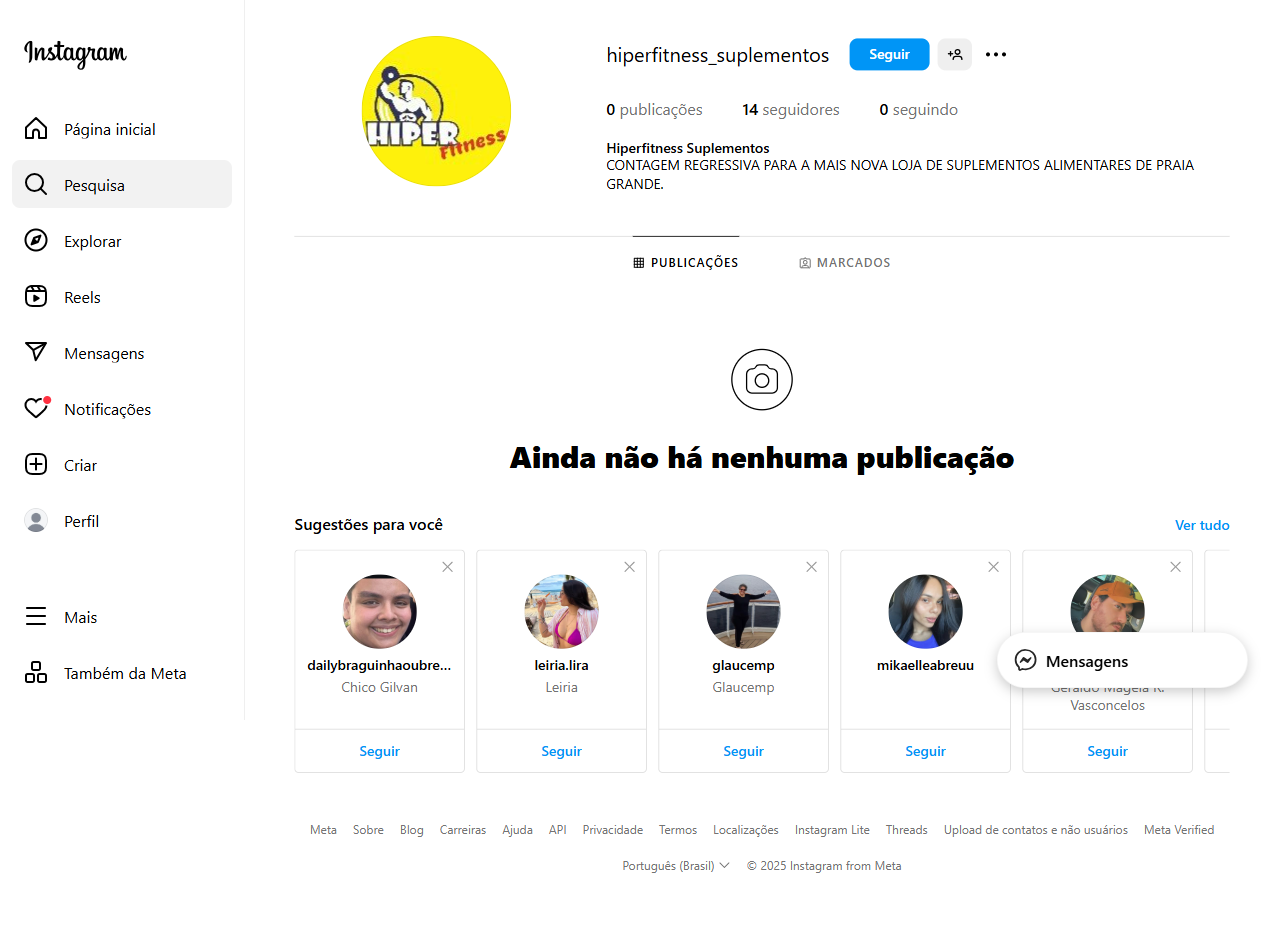 Instagram
Página inicial
Pesquisa
Explorar
Reels
Mensagens
Notificações
Criar
Perfil
Mais
Também da Meta
HIPER
Fitness
hiperfitness_suplementos
Seguir
0 publicações 14 seguidores 0 seguindo
Hiperfitness Suplementos
CONTAGEM REGRESSIVA PARA A MAIS NOVA LOJA DE SUPLEMENTOS ALIMENTARES DE PRAIA
GRANDE.
PUBLICAÇÕES MARCADOS
Ainda não há nenhuma publicação
Sugestões para você Ver tudo
dailybraguinhaoubre...
Chico Gilvan
Seguir
leiria.lira
Leiria
Seguir
glaucemp
Glaucemp
Seguir
mikaelleabreuu
Seguir
Geraldo Magela R.
Vasconcelos
Seguir
Mensagens
Meta Sobre Blog Carreiras Ajuda API Privacidade Termos Localizações Instagram Lite Threads Upload de contatos e não usuários Meta Verified
Português (Brasil) © 2025 Instagram from Meta